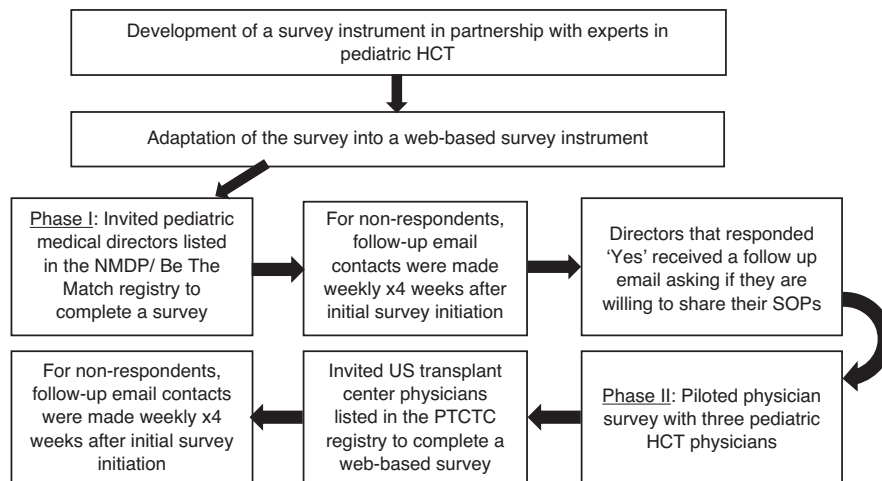 Development of a survey instrument in partnership with experts in
pediatric HCT
Adaptation of the survey into a web-based survey instrument
Phase I: Invited pediatric
medical directors listed
in the NMDP/ Be The
Match registry to
complete a survey
For non-respondents,
follow-up email
contacts were made
weekly x4 weeks after
initial survey initiation
Directors that responded
‘Yes’ received a follow up
email asking if they are
willing to share their SOPs
Phase II: Piloted physician
survey with three pediatric
HCT physicians
Invited US transplant
center physicians
listed in the PTCTC
registry to complete a
web-based survey
For non-respondents,
follow-up email contacts
were made weekly x4
weeks after initial survey
initiation